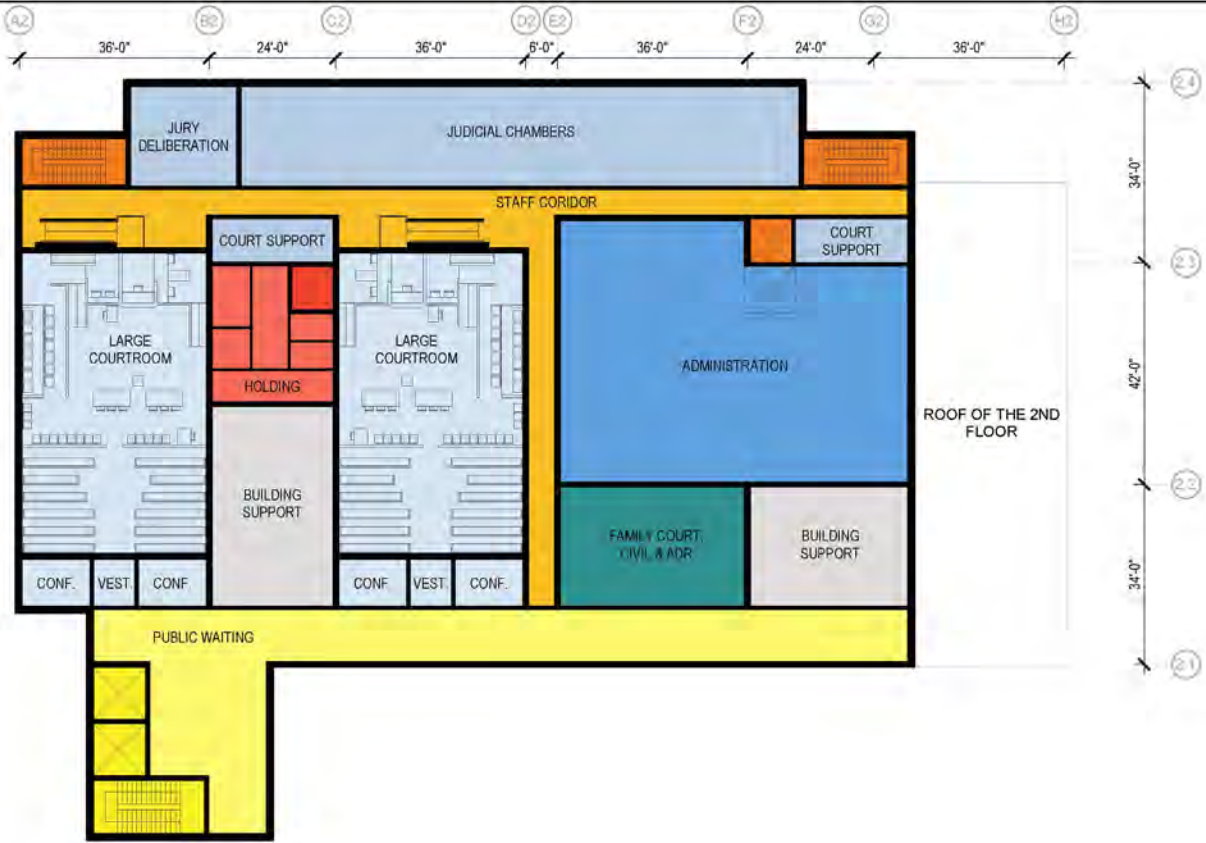 A2 B2 C2 D2 E2 F2 G2 H2
36'-0" 24'-0" 36'-0" 6'-0" 36'-0" 24'-0" 36'-0"
2.4
JURY
DELIBERATION
JUDICIAL CHAMBERS
34'-0"
STAFF CORIDOR
COURT SUPPORT
COURT
SUPPORT
2.3
LARGE
COURTROOM
LARGE
COURTROOM
ADMINISTRATION
42'-0"
HOLDING
ROOF OF THE 2ND
FLOOR
2.2
BUILDING
SUPPORT
FAMILY COURT,
CIVIL & ADR
BUILDING
SUPPORT
34'-0"
CONF. VEST. CONF CONF. VEST. CONF.
PUBLIC WAITING
2.1